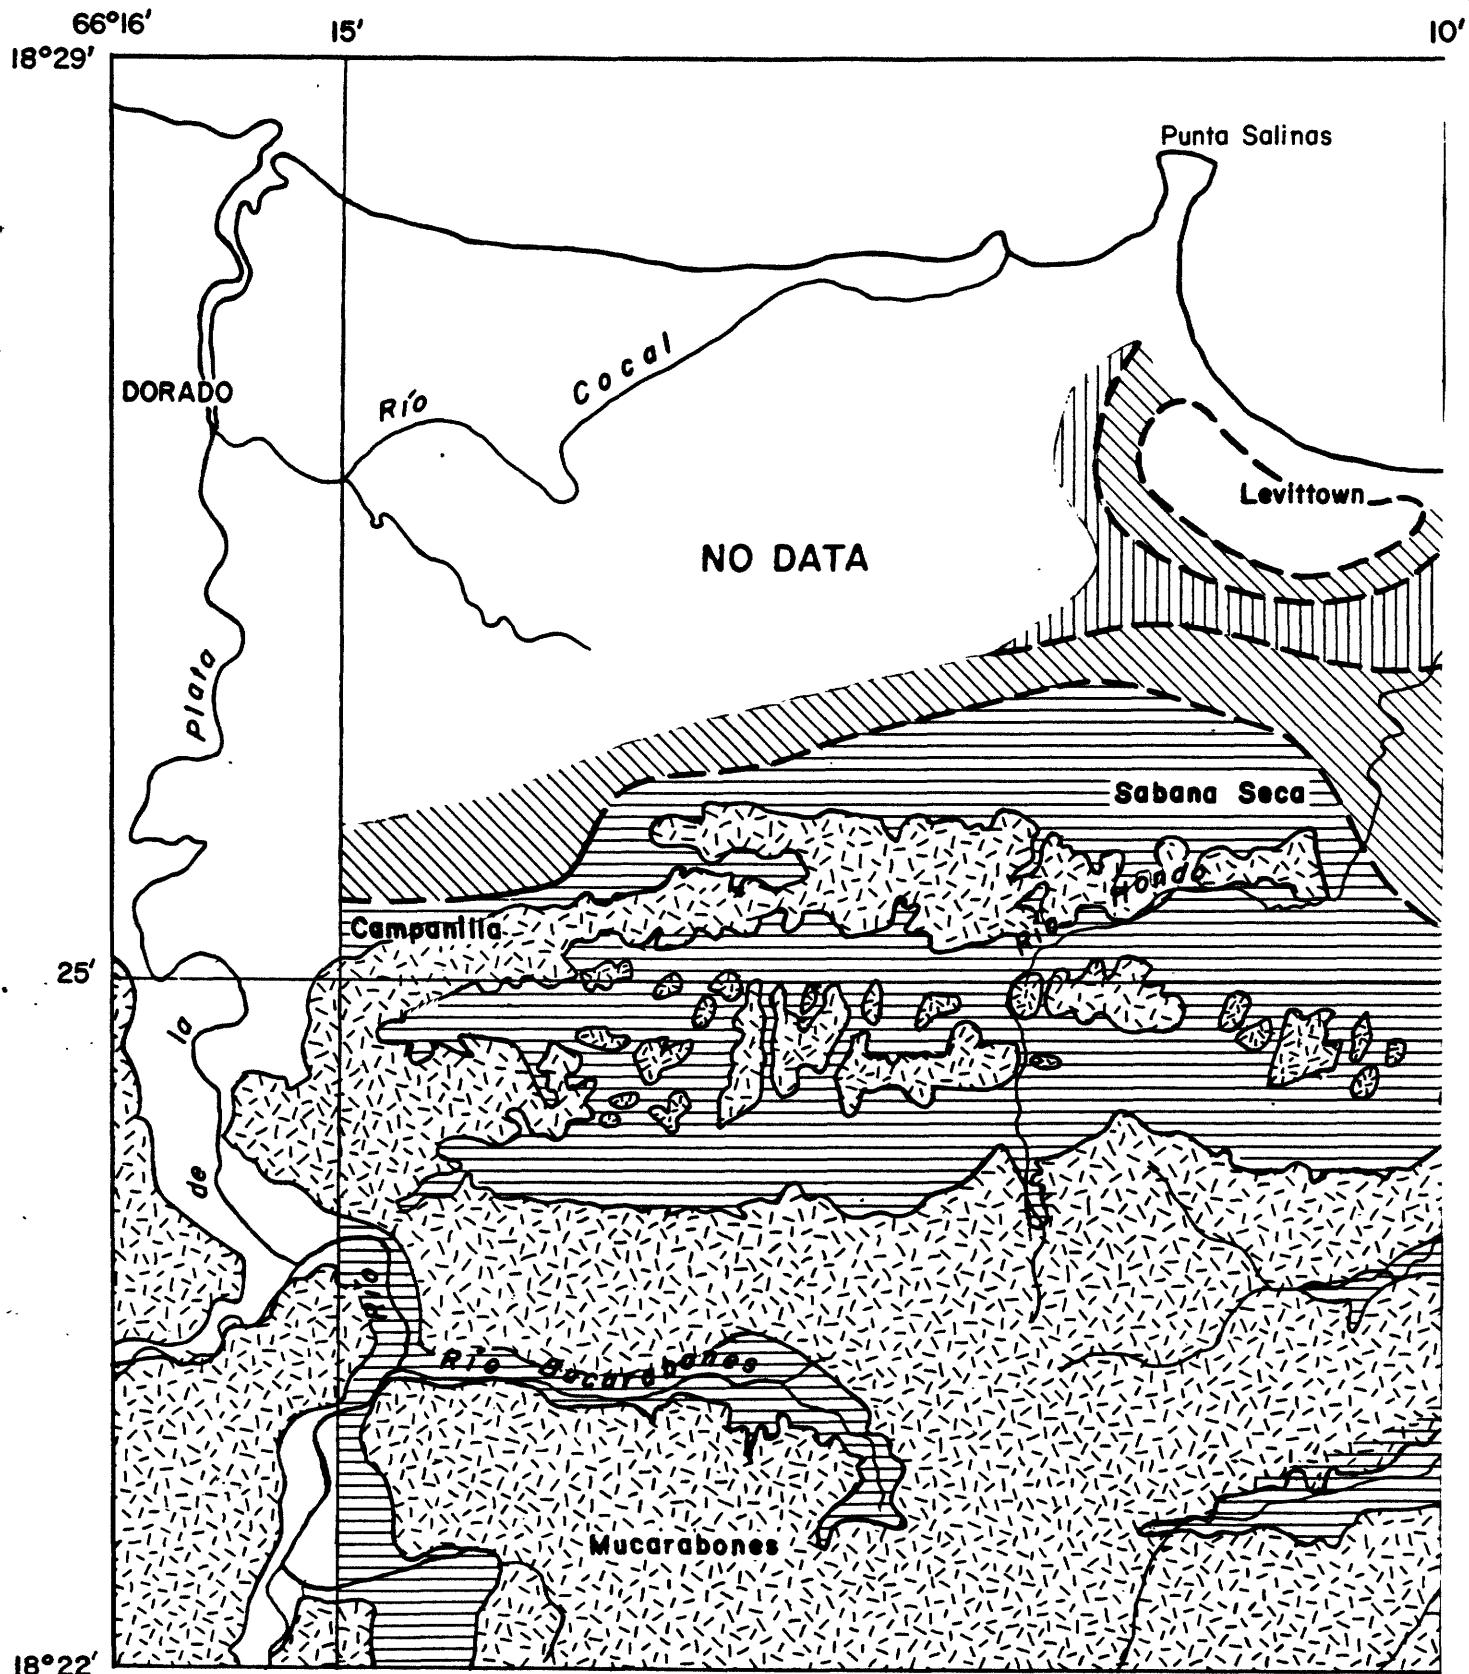 66°16′
15′
10′
18°29′
Punta Salinas
DORADO
Río
Cocal
Levittown
NO DATA
Plata
Sabana Seca
Hondo
Río
Campanilla
25′
la
de
Río
Río Bucarabones
Mucarabones
18°22′